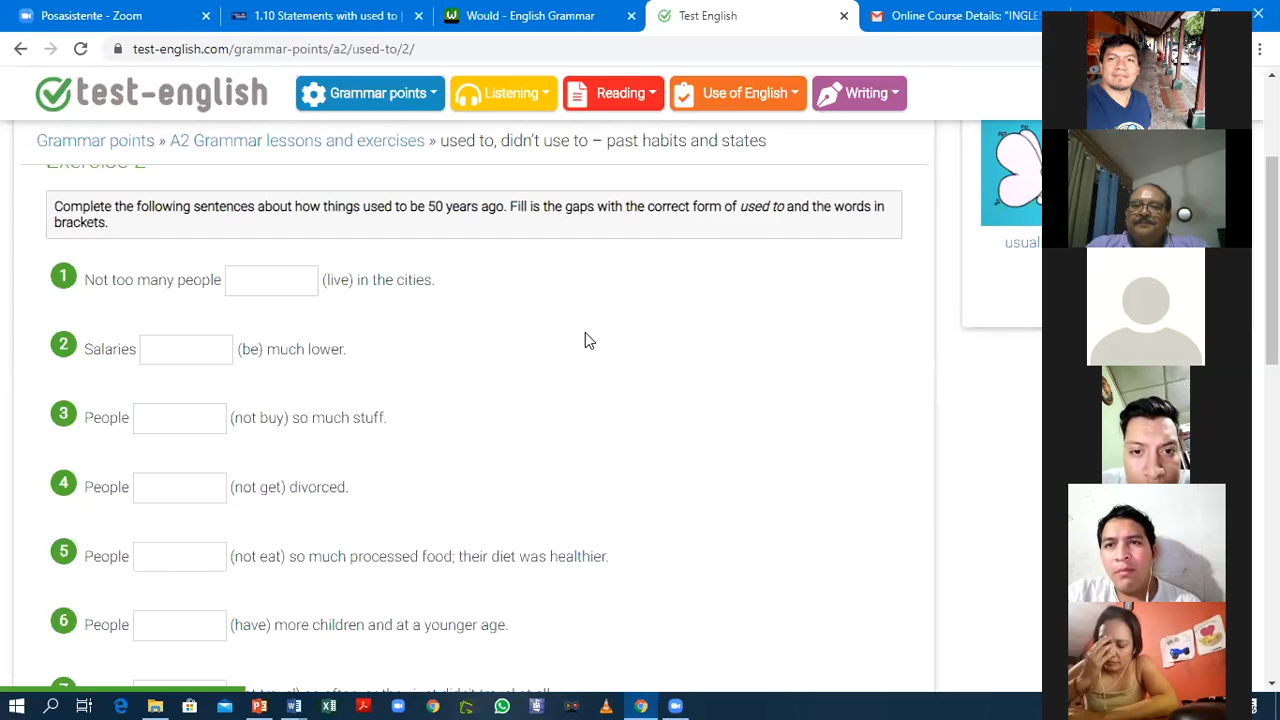 Posasistente - Zoom
1.10 Statements with used to
Would - English Grammar
Test English
Online Course Details: "INGLE
test-english.com/grammar-points/a2/used-to/2/
test-english
Grammar points
Listening
Reading
Use of English
Writing
Grammar points » A2 Grammar lessons and exercises » used to, didn't use to – past habits and states
Exercise 2
Complete the following sentences about how things used to be 50 years ago. Fill is the gaps with the correct form of used to and the words in
brackets.
usual
1 Not too many people (live) in the cities.
2 Salaries (be) much lower.
3 People (not buy) so much stuff.
4 People (not get) divorced.
5 People (not eat) so much processed food; their diet was healthier.
6 People (have) more children and at a younger age.